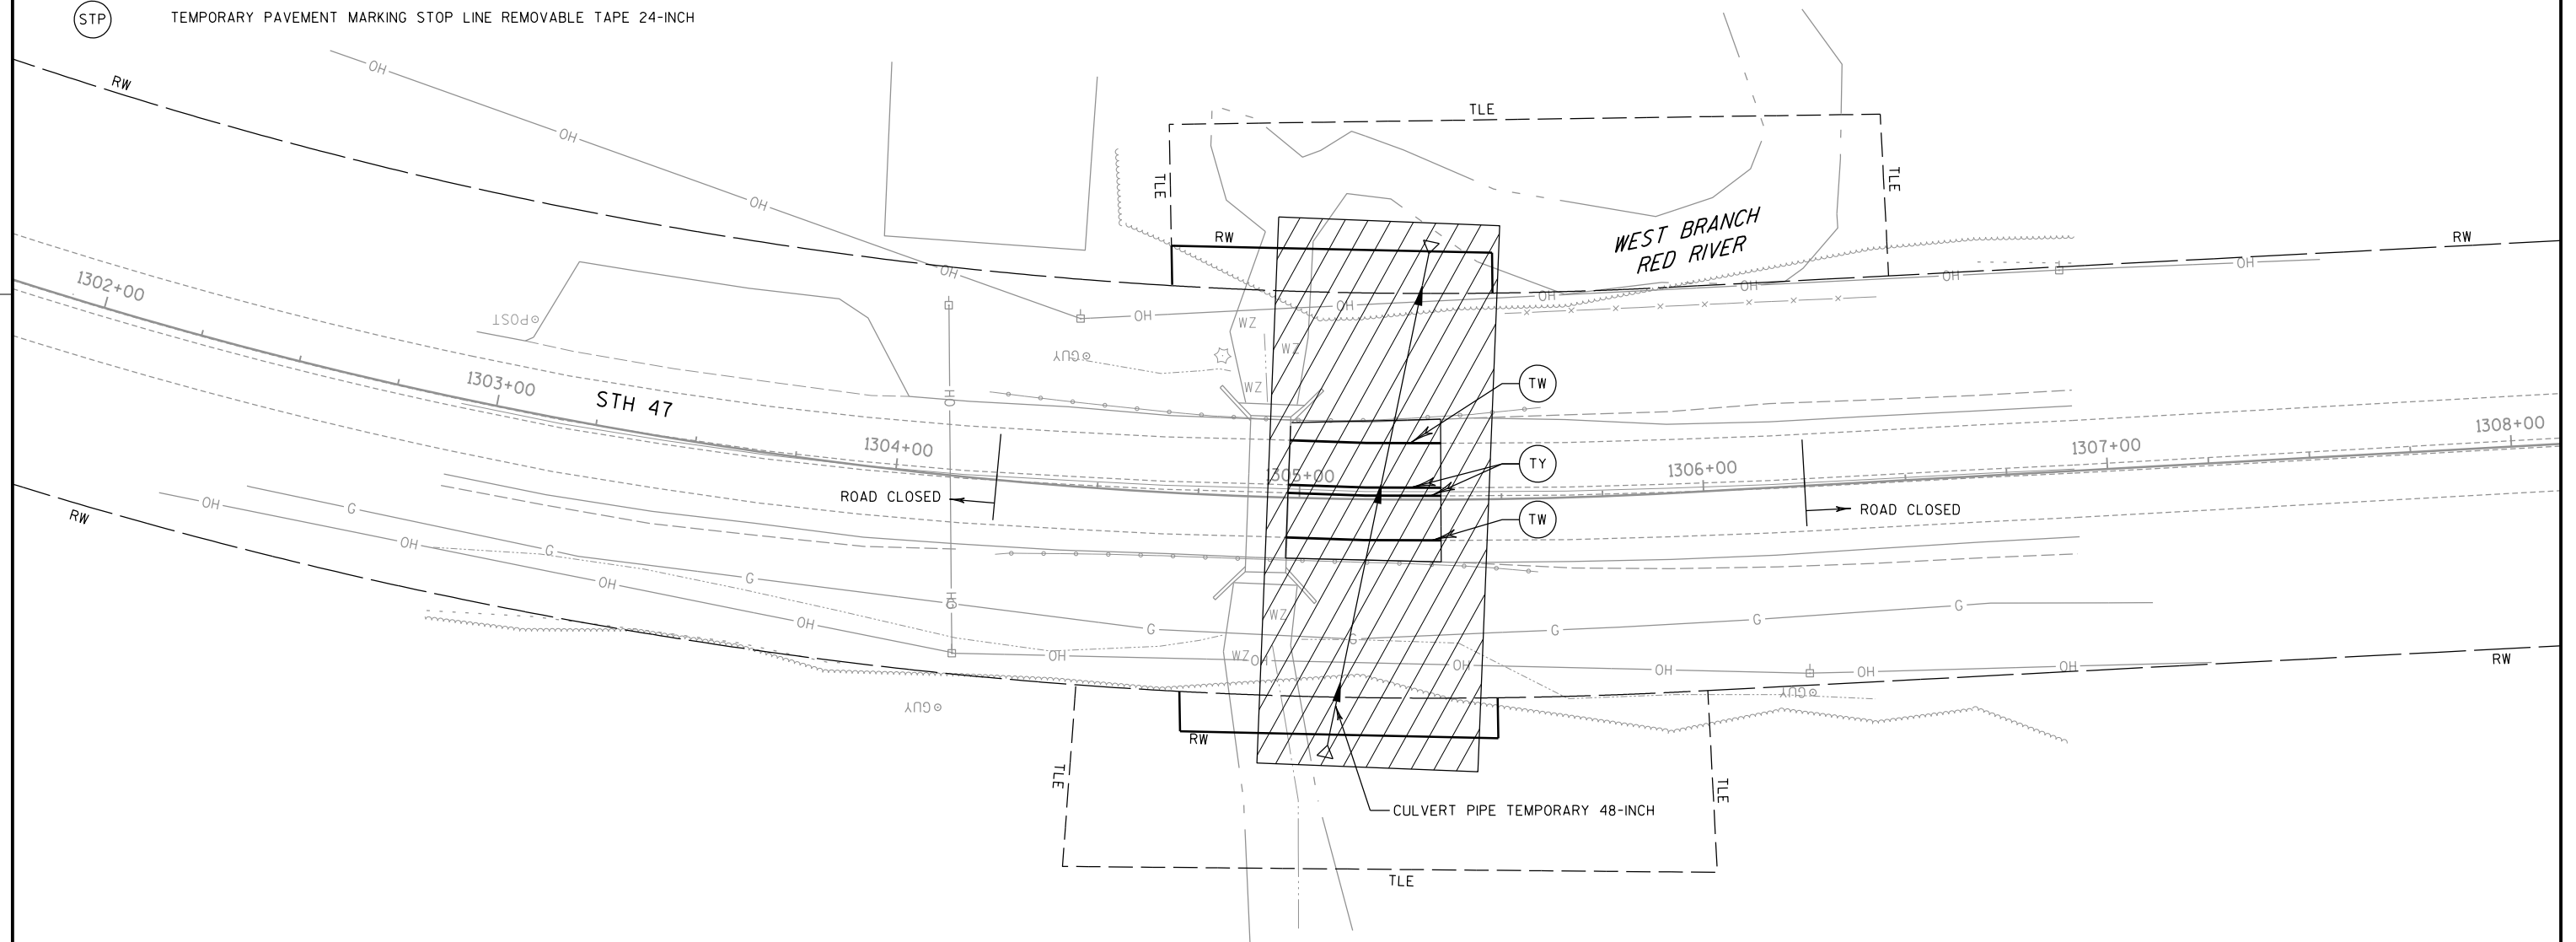 STP TEMPORARY PAVEMENT MARKING STOP LINE REMOVABLE TAPE 24-INCH
OH
RW
OH
OH
TLE
TLE
TLE
WEST BRANCH
RED RIVER
RW
RW
OH
OH
OH
OH
OH
OH
OH
OH
1302+00
POST
GUY
WZ
WZ
WZ
1303+00
STH 47
OH
TW
1304+00
1305+00
TY
1306+00
1307+00
1308+00
ROAD CLOSED
ROAD CLOSED
TW
OH
G
RW
OH
G
G
OH
OH
OH
G
G
G
G
G
WZ
WZ
OH
OH
OH
OH
OH
OH
RW
GUY
GUY
RW
TLE
TLE
CULVERT PIPE TEMPORARY 48-INCH
TLE